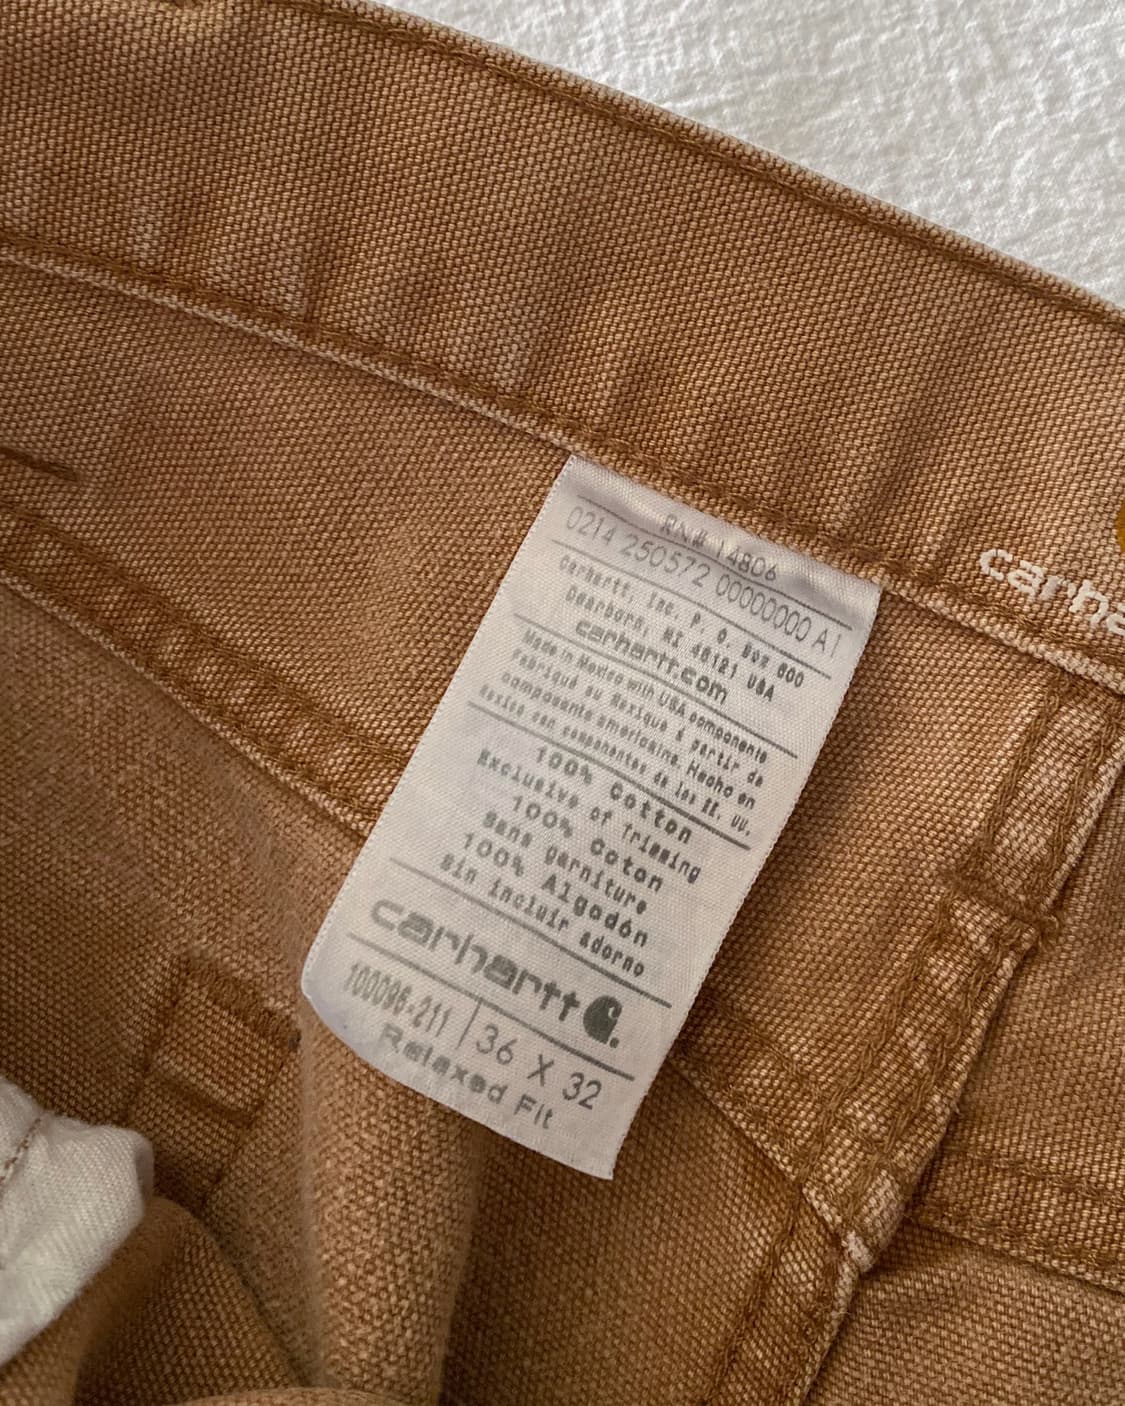 RN# 14806
0214 250572 00000000 A1
Carhartt, Inc. P. O. Box 600
Dearborn, MI 48121 USA
carhartt.com
Made in Mexico with USA components
Fabriqué au Mexique à partir de
composants americains. Hecho en
Mexico con componentes de los EE. UU.
100% Cotton
Exclusive of Trimming
100% Coton
Sans garniture
100% Algodón
sin incluir adorno
carhartt
100096-211 36 X 32
Relaxed Fit
carha